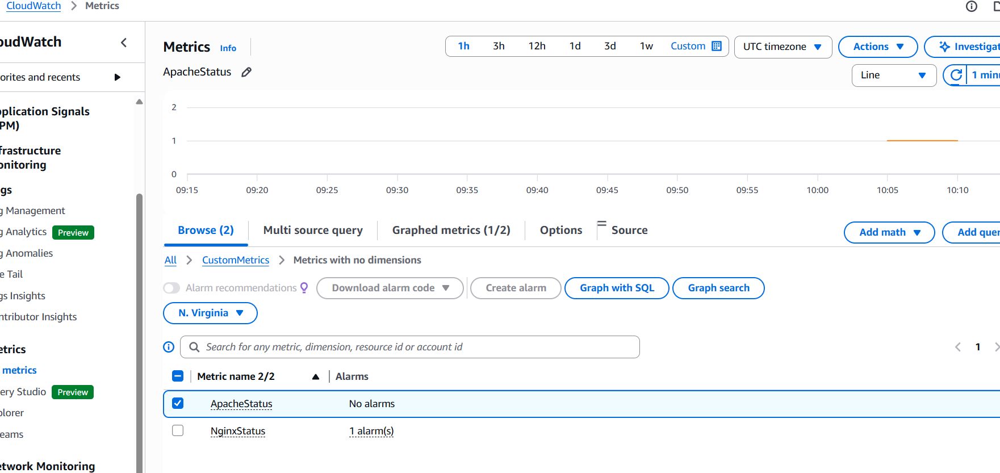 CloudWatch > Metrics
oudWatch
Metrics Info
1h 3h 12h 1d 3d 1w Custom
UTC timezone
Actions
Investigat
ApacheStatus
Line
1 minu
orites and recents
2
1
0
09:15 09:20 09:25 09:30 09:35 09:40 09:45 09:50 09:55 10:00 10:05 10:10
pplication Signals
PM)
frastructure
onitoring
gs
g Management
g Analytics Preview
g Anomalies
e Tail
gs Insights
ntributor Insights
etrics
metrics
ery Studio Preview
plorer
eams
etwork Monitoring
Browse (2) Multi source query Graphed metrics (1/2) Options Source
Add math
Add quer
All > CustomMetrics > Metrics with no dimensions
Alarm recommendations Download alarm code Create alarm Graph with SQL Graph search
N. Virginia
Search for any metric, dimension, resource id or account id
1
Metric name 2/2 Alarms
ApacheStatus No alarms
NginxStatus 1 alarm(s)